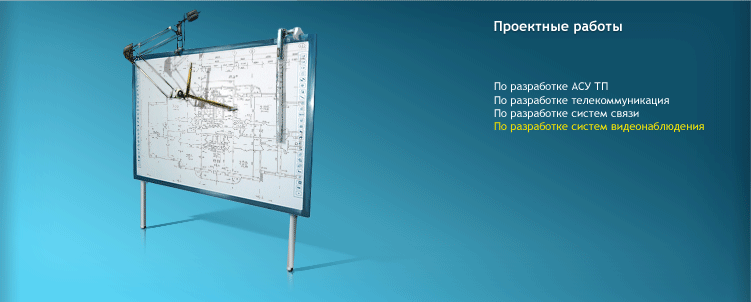 Проектные работы
По разработке АСУ ТП
По разработке телекоммуникация
По разработке систем связи
По разработке систем видеонаблюдения